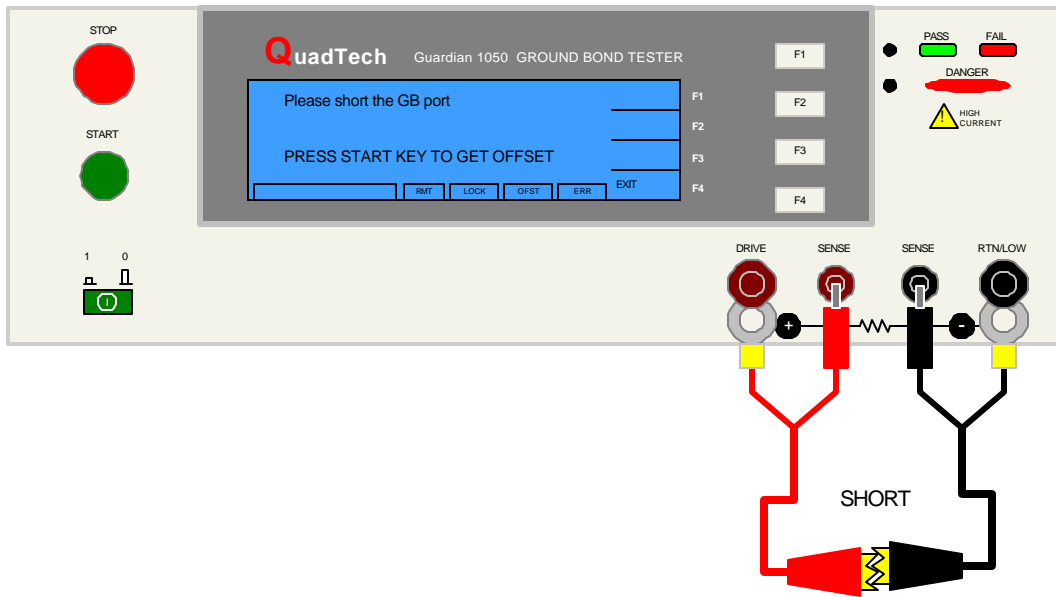 STOP
START
1 0
QuadTech Guardian 1050 GROUND BOND TESTER
Please short the GB port
PRESS START KEY TO GET OFFSET
RMT LOCK OFST ERR EXIT
F1
F2
F3
F4
F1
F2
F3
F4
PASS FAIL
DANGER
! HIGH
CURRENT
DRIVE SENSE SENSE RTN/LOW
+ -
SHORT